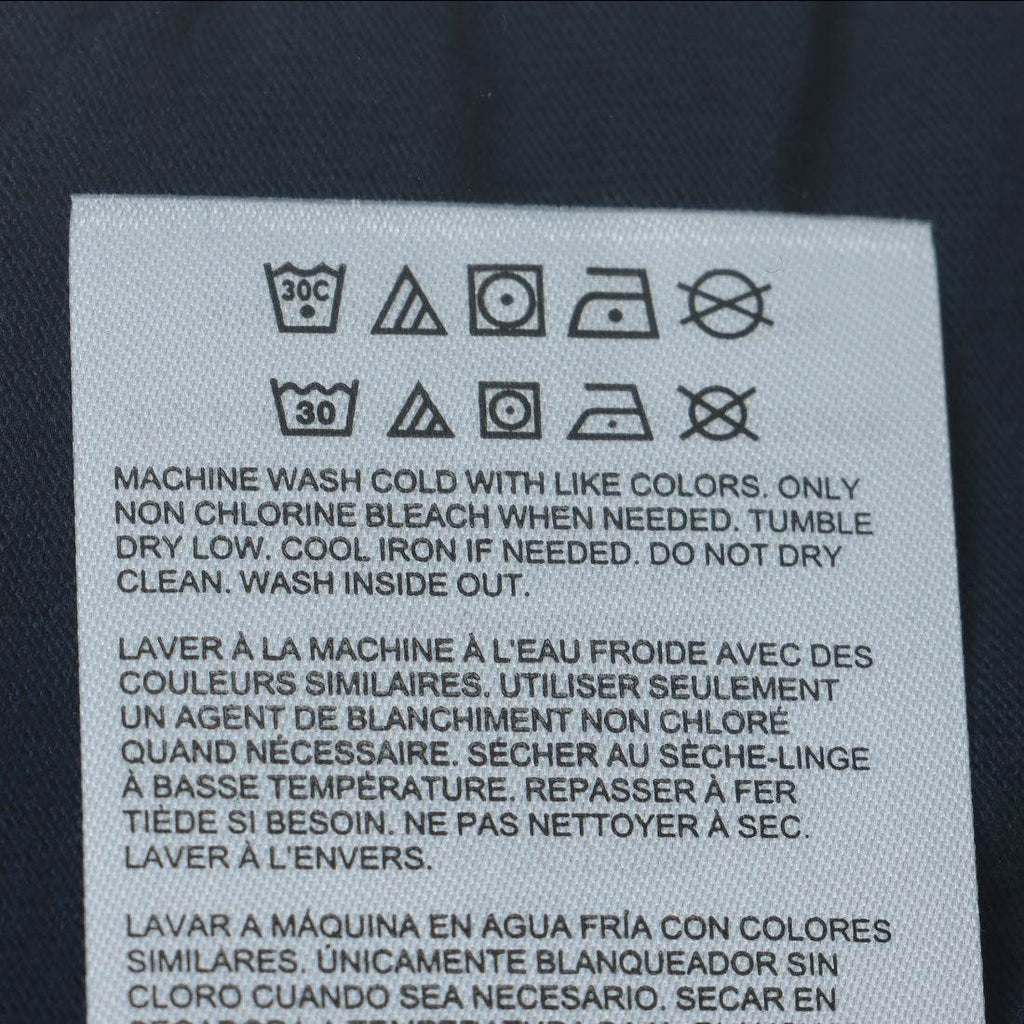 30C
30
MACHINE WASH COLD WITH LIKE COLORS. ONLY
NON CHLORINE BLEACH WHEN NEEDED. TUMBLE
DRY LOW. COOL IRON IF NEEDED. DO NOT DRY
CLEAN. WASH INSIDE OUT.
LAVER À LA MACHINE À L'EAU FROIDE AVEC DES
COULEURS SIMILAIRES. UTILISER SEULEMENT
UN AGENT DE BLANCHIMENT NON CHLORÉ
QUAND NÉCESSAIRE. SÉCHER AU SÈCHE-LINGE
À BASSE TEMPÉRATURE. REPASSER À FER
TIÈDE SI BESOIN. NE PAS NETTOYER À SEC.
LAVER À L'ENVERS.
LAVAR A MÁQUINA EN AGUA FRÍA CON COLORES
SIMILARES. ÚNICAMENTE BLANQUEADOR SIN
CLORO CUANDO SEA NECESARIO. SECAR EN